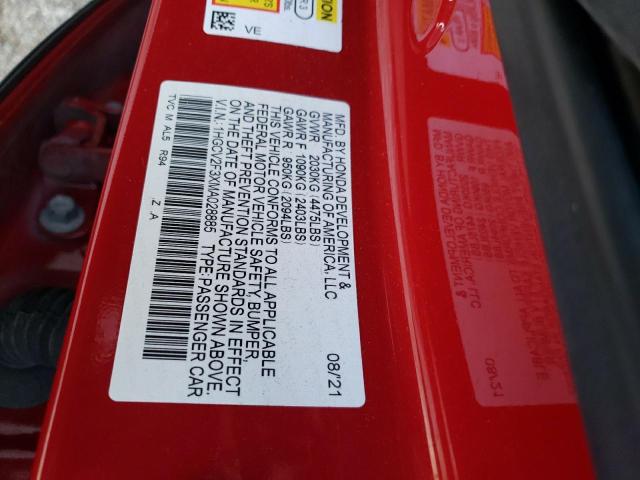 MFD. BY HONDA DEVELOPMENT &
MANUFACTURING OF AMERICA, LLC 08/'21
GVWR 2030KG (4475LBS)
GAWR F 1090KG (2403LBS)
GAWR R 950KG (2094LBS)
THIS VEHICLE CONFORMS TO ALL APPLICABLE
FEDERAL MOTOR VEHICLE SAFETY, BUMPER,
AND THEFT PREVENTION STANDARDS IN EFFECT
ON THE DATE OF MANUFACTURE SHOWN ABOVE.
V.I.N.:1HGCV2F3XMA028886 TYPE:PASSENGER CAR
TVC M AL5 R94 Z A
VE